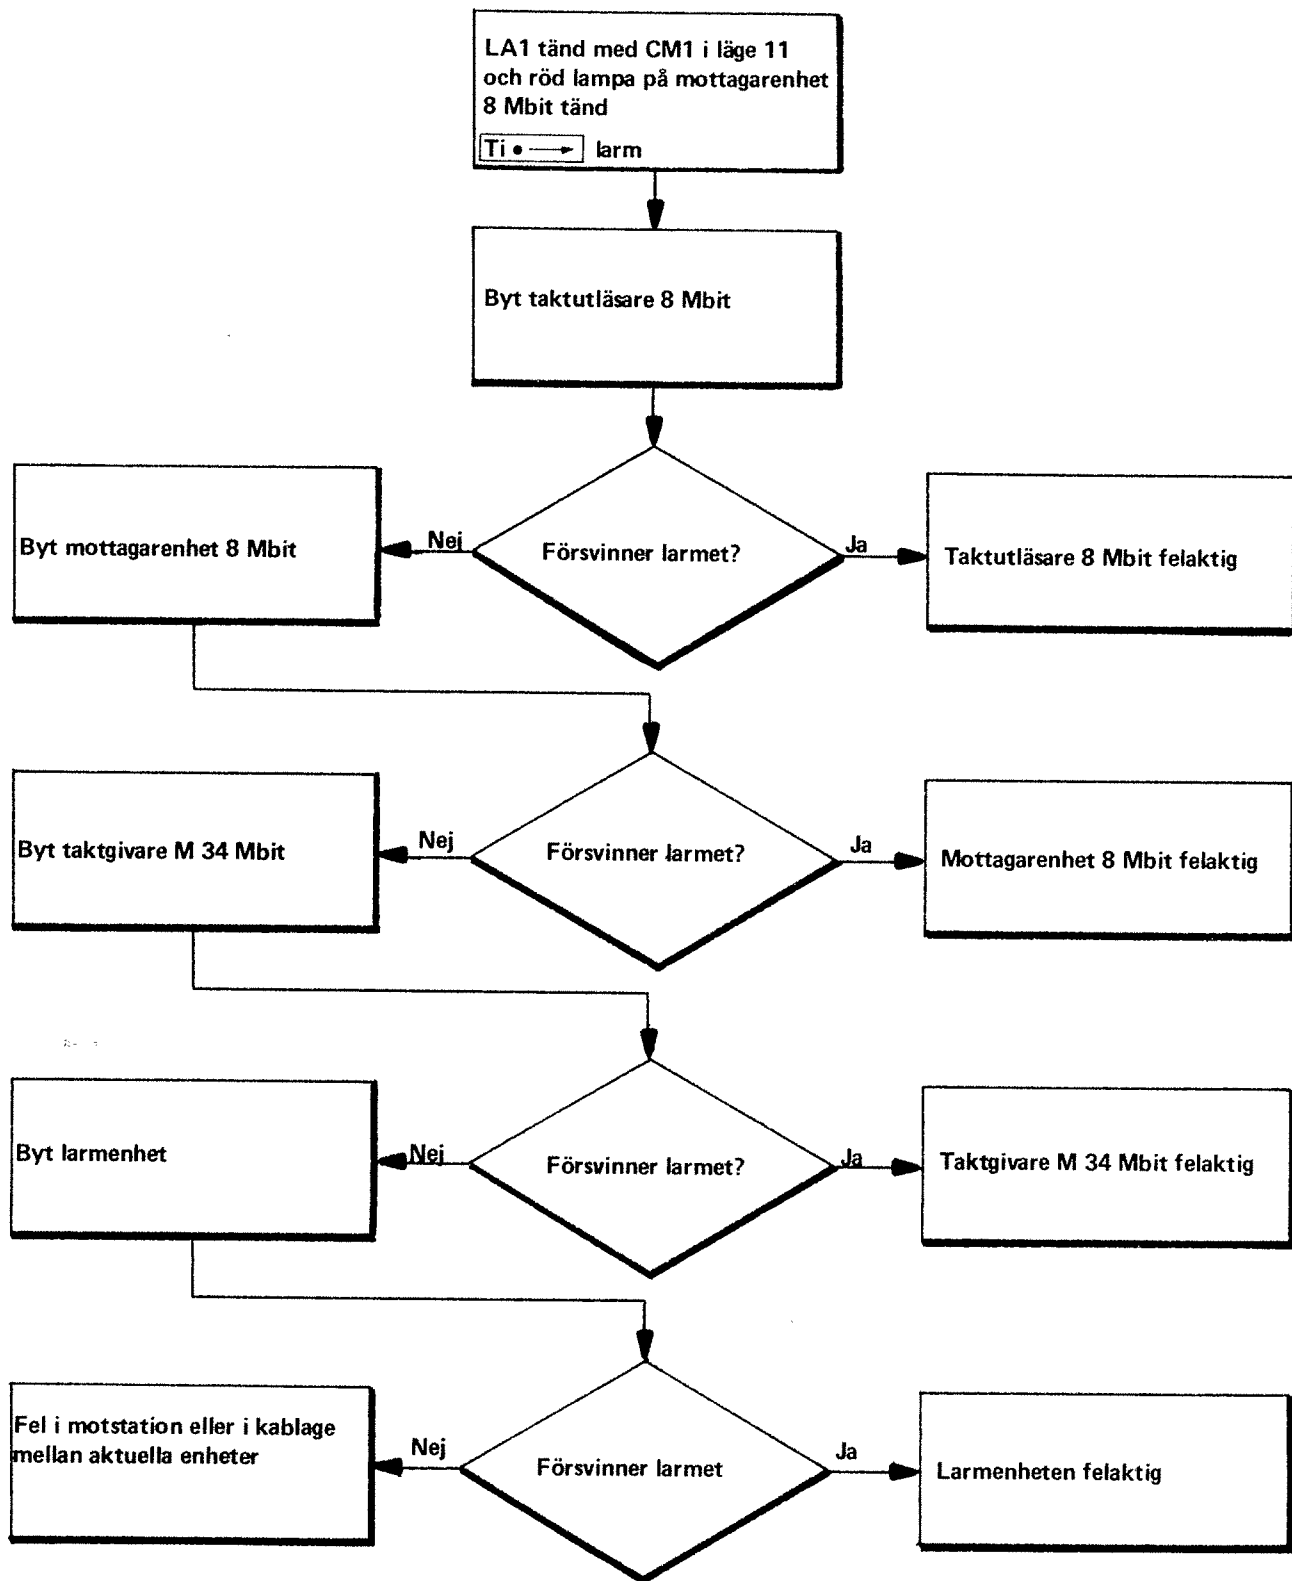 LA1 tänd med CM1 i läge 11
och röd lampa på mottagarenhet
8 Mbit tänd
Ti larm
Byt taktutläsare 8 Mbit
Byt mottagarenhet 8 Mbit
Nej
Försvinner larmet?
Ja
Taktutläsare 8 Mbit felaktig
Byt taktgivare M 34 Mbit
Nej
Försvinner larmet?
Ja
Mottagarenhet 8 Mbit felaktig
Byt larmenhet
Nej
Försvinner larmet?
Ja
Taktgivare M 34 Mbit felaktig
Fel i motstation eller i kablage
mellan aktuella enheter
Nej
Försvinner larmet
Ja
Larmenheten felaktig